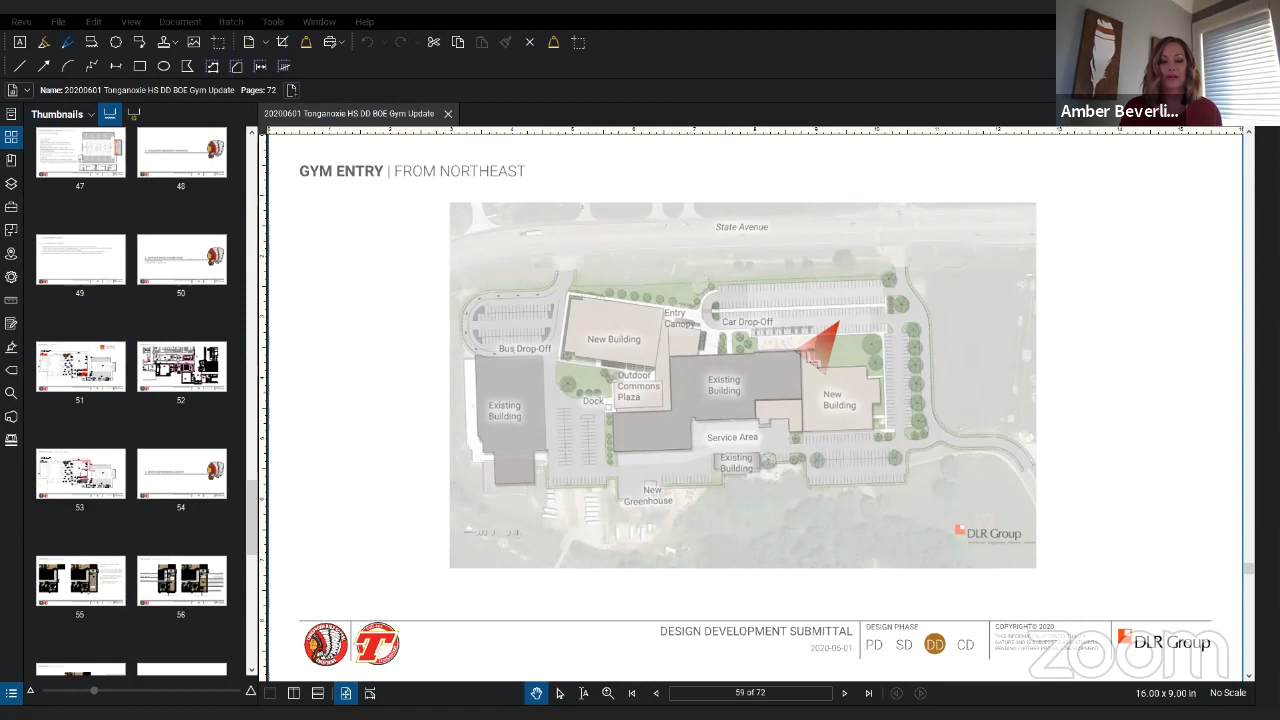 Revu File Edit View Document Batch Tools Window Help
Name: 20200601 Tonganoxie HS DD BOE Gym Update Pages: 72
Amber Beverli...
Thumbnails
20200601 Tonganoxie HS DD BOE Gym Update
47
48
49
50
51
52
53
54
55
56
GYM ENTRY | FROM NORTHEAST
State Avenue
Entry
Canopy
Car Drop-Off
New Building
Bus Drop-Off
Outdoor
Commons
Plaza
Existing
Building
New
Building
Dock
Existing
Building
Service Area
Existing
Building
New
Greenhouse
DLR Group
DESIGN DEVELOPMENT SUBMITTAL
2020-06-01
DESIGN PHASE
PD SD DD CD
COPYRIGHT© 2020
DLR Group
zoom
59 of 72
16.00 x 9.00 in
No Scale